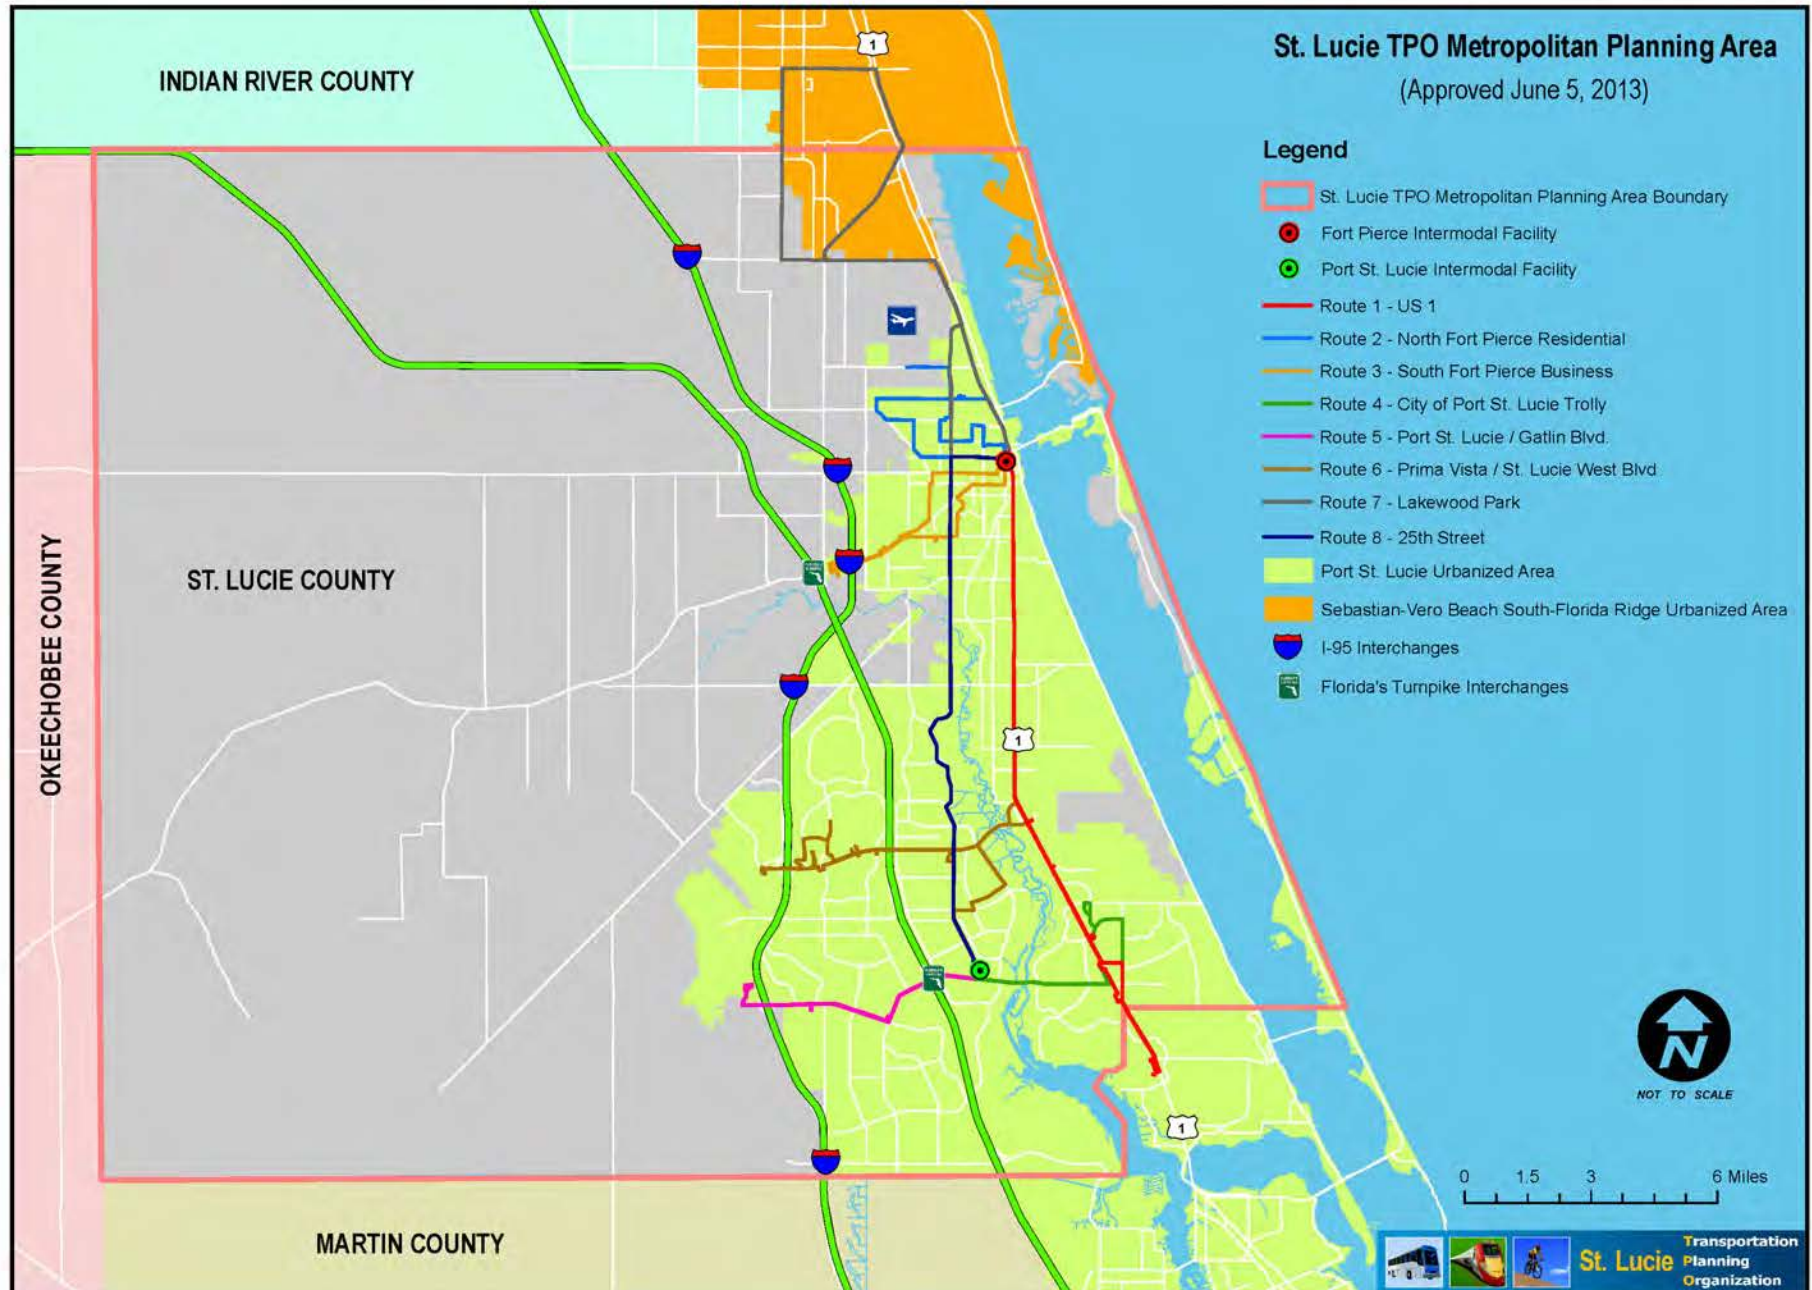 St. Lucie TPO Metropolitan Planning Area
(Approved June 5, 2013)
Legend
St. Lucie TPO Metropolitan Planning Area Boundary
Fort Pierce Intermodal Facility
Port St. Lucie Intermodal Facility
Route 1 - US 1
Route 2 - North Fort Pierce Residential
Route 3 - South Fort Pierce Business
Route 4 - City of Port St. Lucie Trolly
Route 5 - Port St. Lucie / Gatlin Blvd.
Route 6 - Prima Vista / St. Lucie West Blvd
Route 7 - Lakewood Park
Route 8 - 25th Street
Port St. Lucie Urbanized Area
Sebastian-Vero Beach South-Florida Ridge Urbanized Area
I-95 Interchanges
Florida's Turnpike Interchanges
INDIAN RIVER COUNTY
1
OKEECHOBEE COUNTY
ST. LUCIE COUNTY
1
MARTIN COUNTY
1
N
NOT TO SCALE
0 1.5 3 6 Miles
St. Lucie
Transportation
Planning
Organization